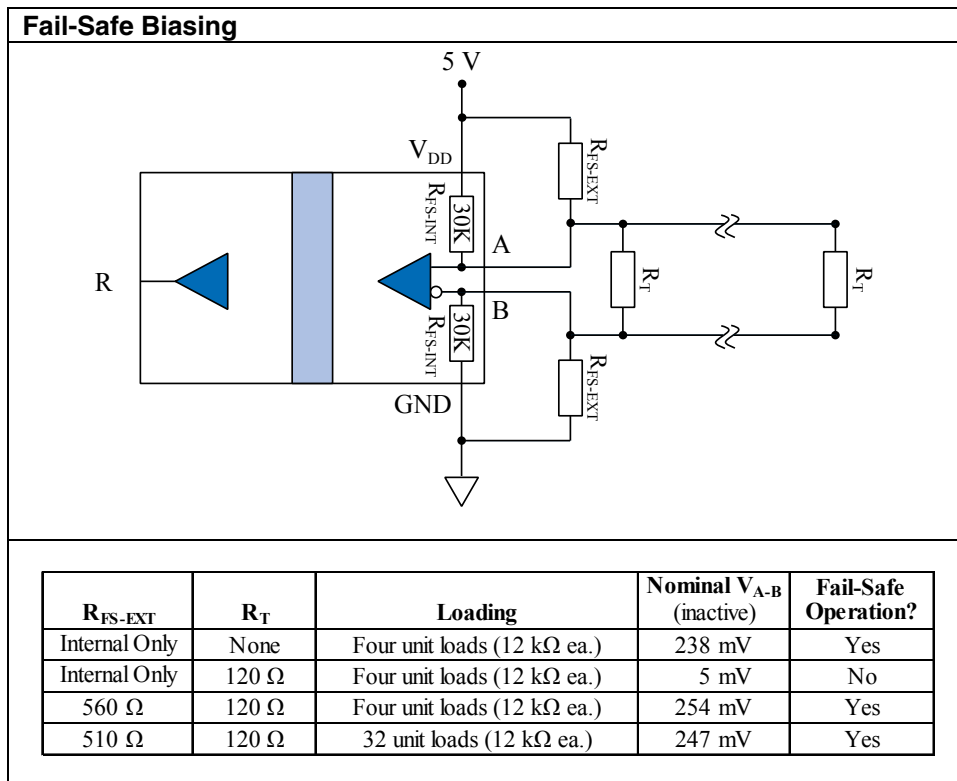 Fail-Safe Biasing
5 V
V_DD
R_FS-EXT
R_FS-INT
30K
A
R
R_T
R_T
B
R_FS-INT
30K
R_FS-EXT
GND
R_FS-EXT R_T Loading Nominal V_A-B (inactive) Fail-Safe Operation?
Internal Only None Four unit loads (12 kΩ ea.) 238 mV Yes
Internal Only 120 Ω Four unit loads (12 kΩ ea.) 5 mV No
560 Ω 120 Ω Four unit loads (12 kΩ ea.) 254 mV Yes
510 Ω 120 Ω 32 unit loads (12 kΩ ea.) 247 mV Yes